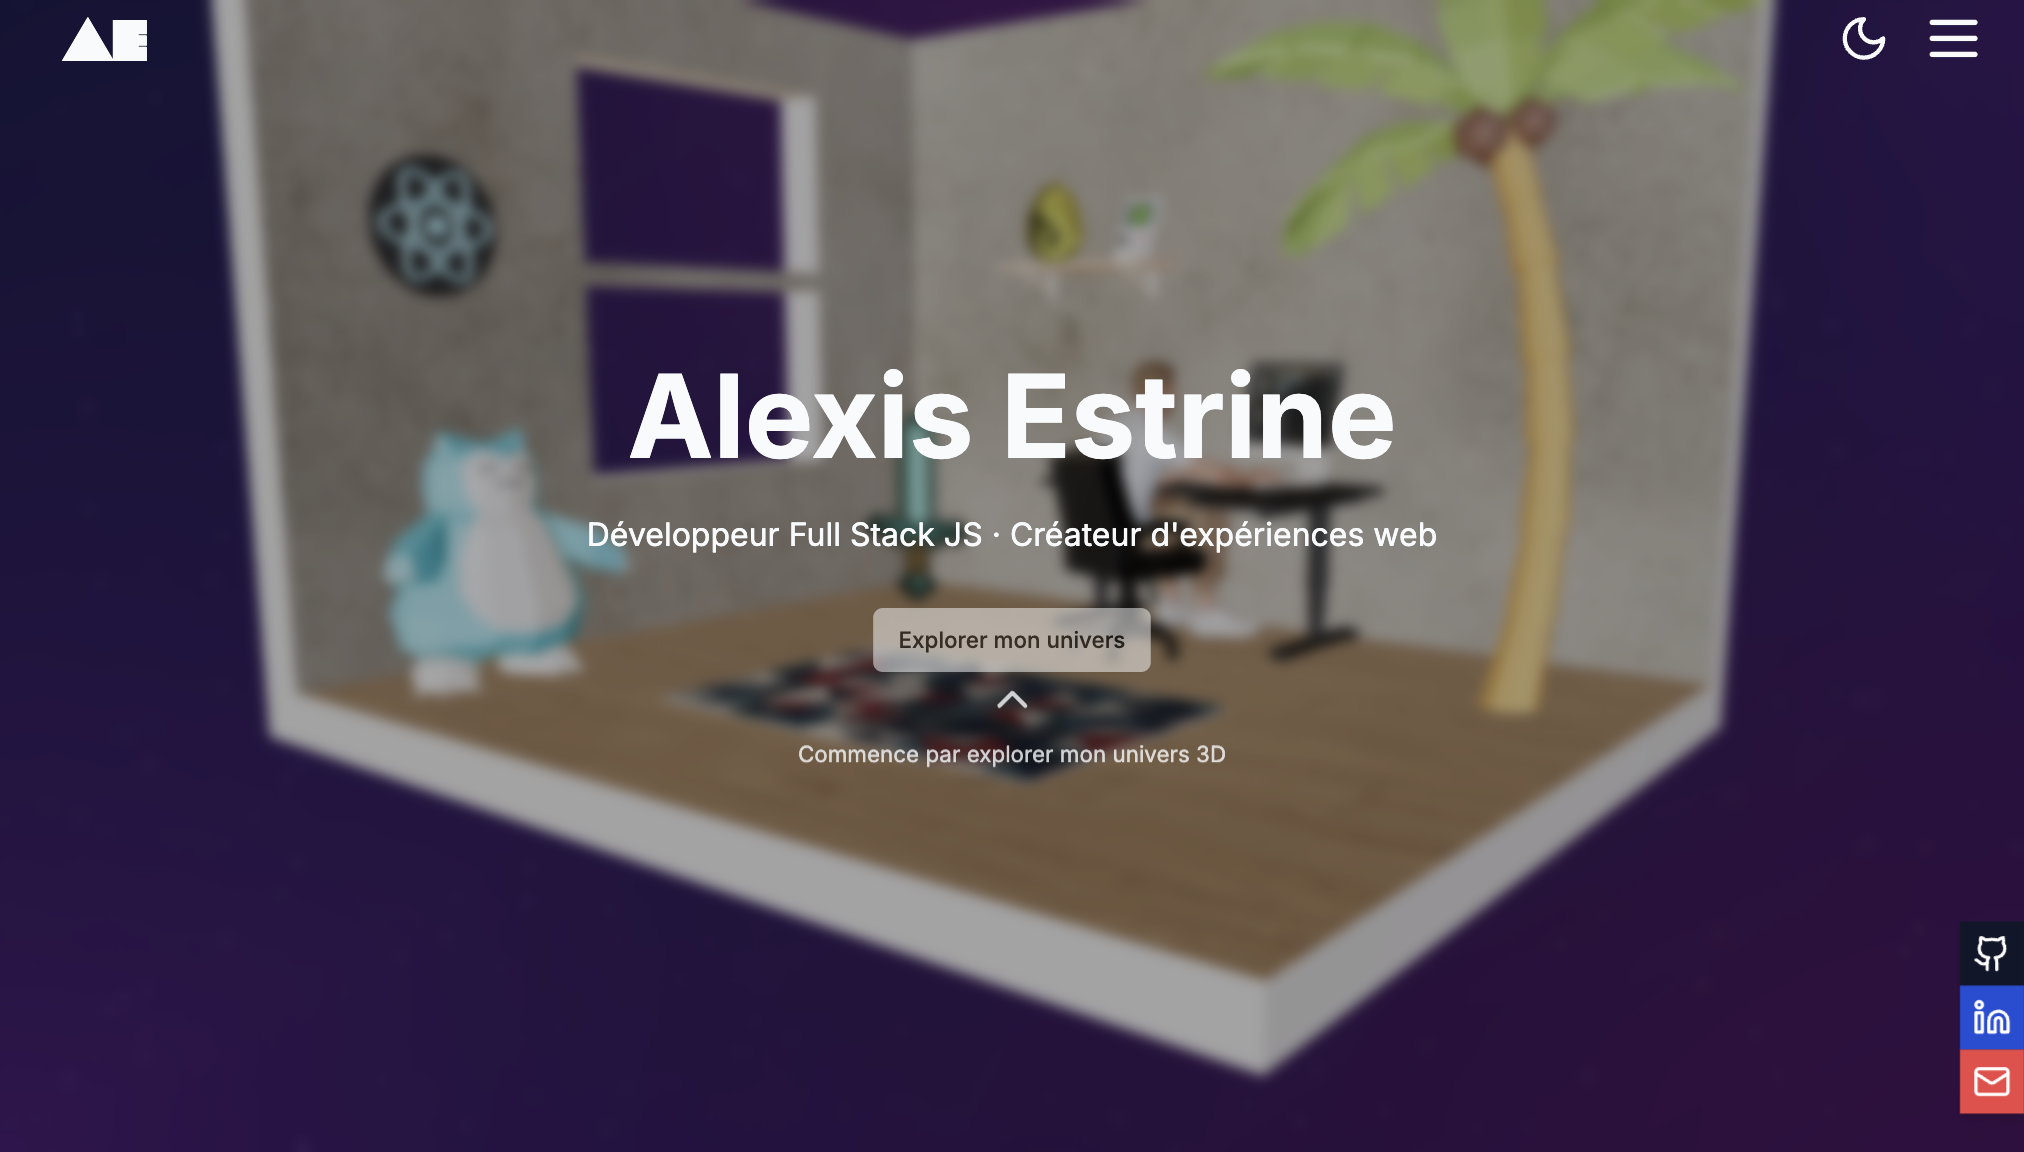 AE
Alexis Estrine
Développeur Full Stack JS · Créateur d'expériences web
Explorer mon univers
Commence par explorer mon univers 3D
in